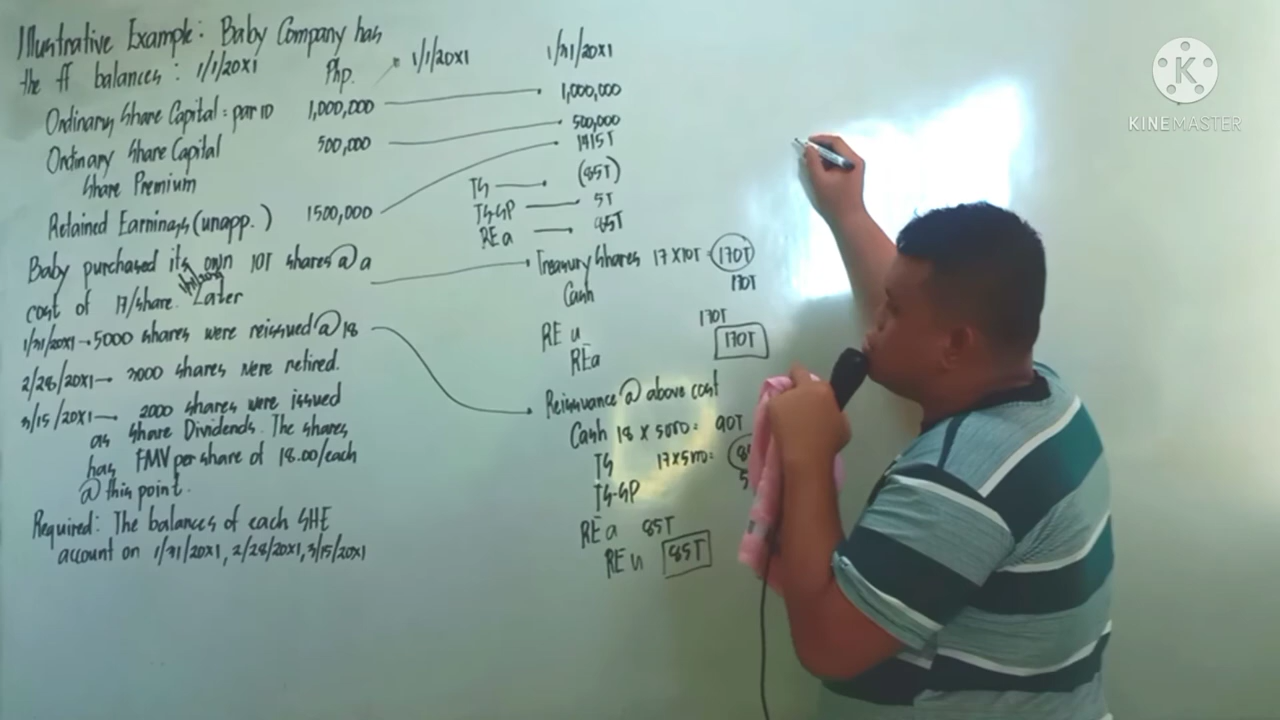 Illustrative Example: Baby Company has
the ff balances: 1/1/20X1 Php.
Ordinary Share Capital: par 10 1,000,000
Ordinary Share Capital 500,000
Share Premium
Retained Earnings (unapp.) 1500,000
Baby purchased its own 10T shares @ a
cost of 17/share. Later
1/31/20X1 → 5000 shares were reissued @ 18
2/28/20X1 — 3000 shares were retired.
3/15/20X1 — 2000 shares were issued
as Share Dividends. The shares
has FMV per share of 18.00/each
@ this point.
Required: The balances of each SHE
account on 1/31/20X1, 2/28/20X1, 3/15/20X1
1/1/20X1 1/31/20X1
1,000,000
500,000
1415T
TS (85T)
TS-SP 5T
RE a 85T
Treasury Shares 17 X 10T = 170T
Cash 170T
RE u 170T
RE a 170T
Reissuance @ above cost
Cash 18 X 5000 = 90T
TS 17 X 5000 =
TS-SP 5
RE a 85T
RE u 85T
K
KINEMASTER